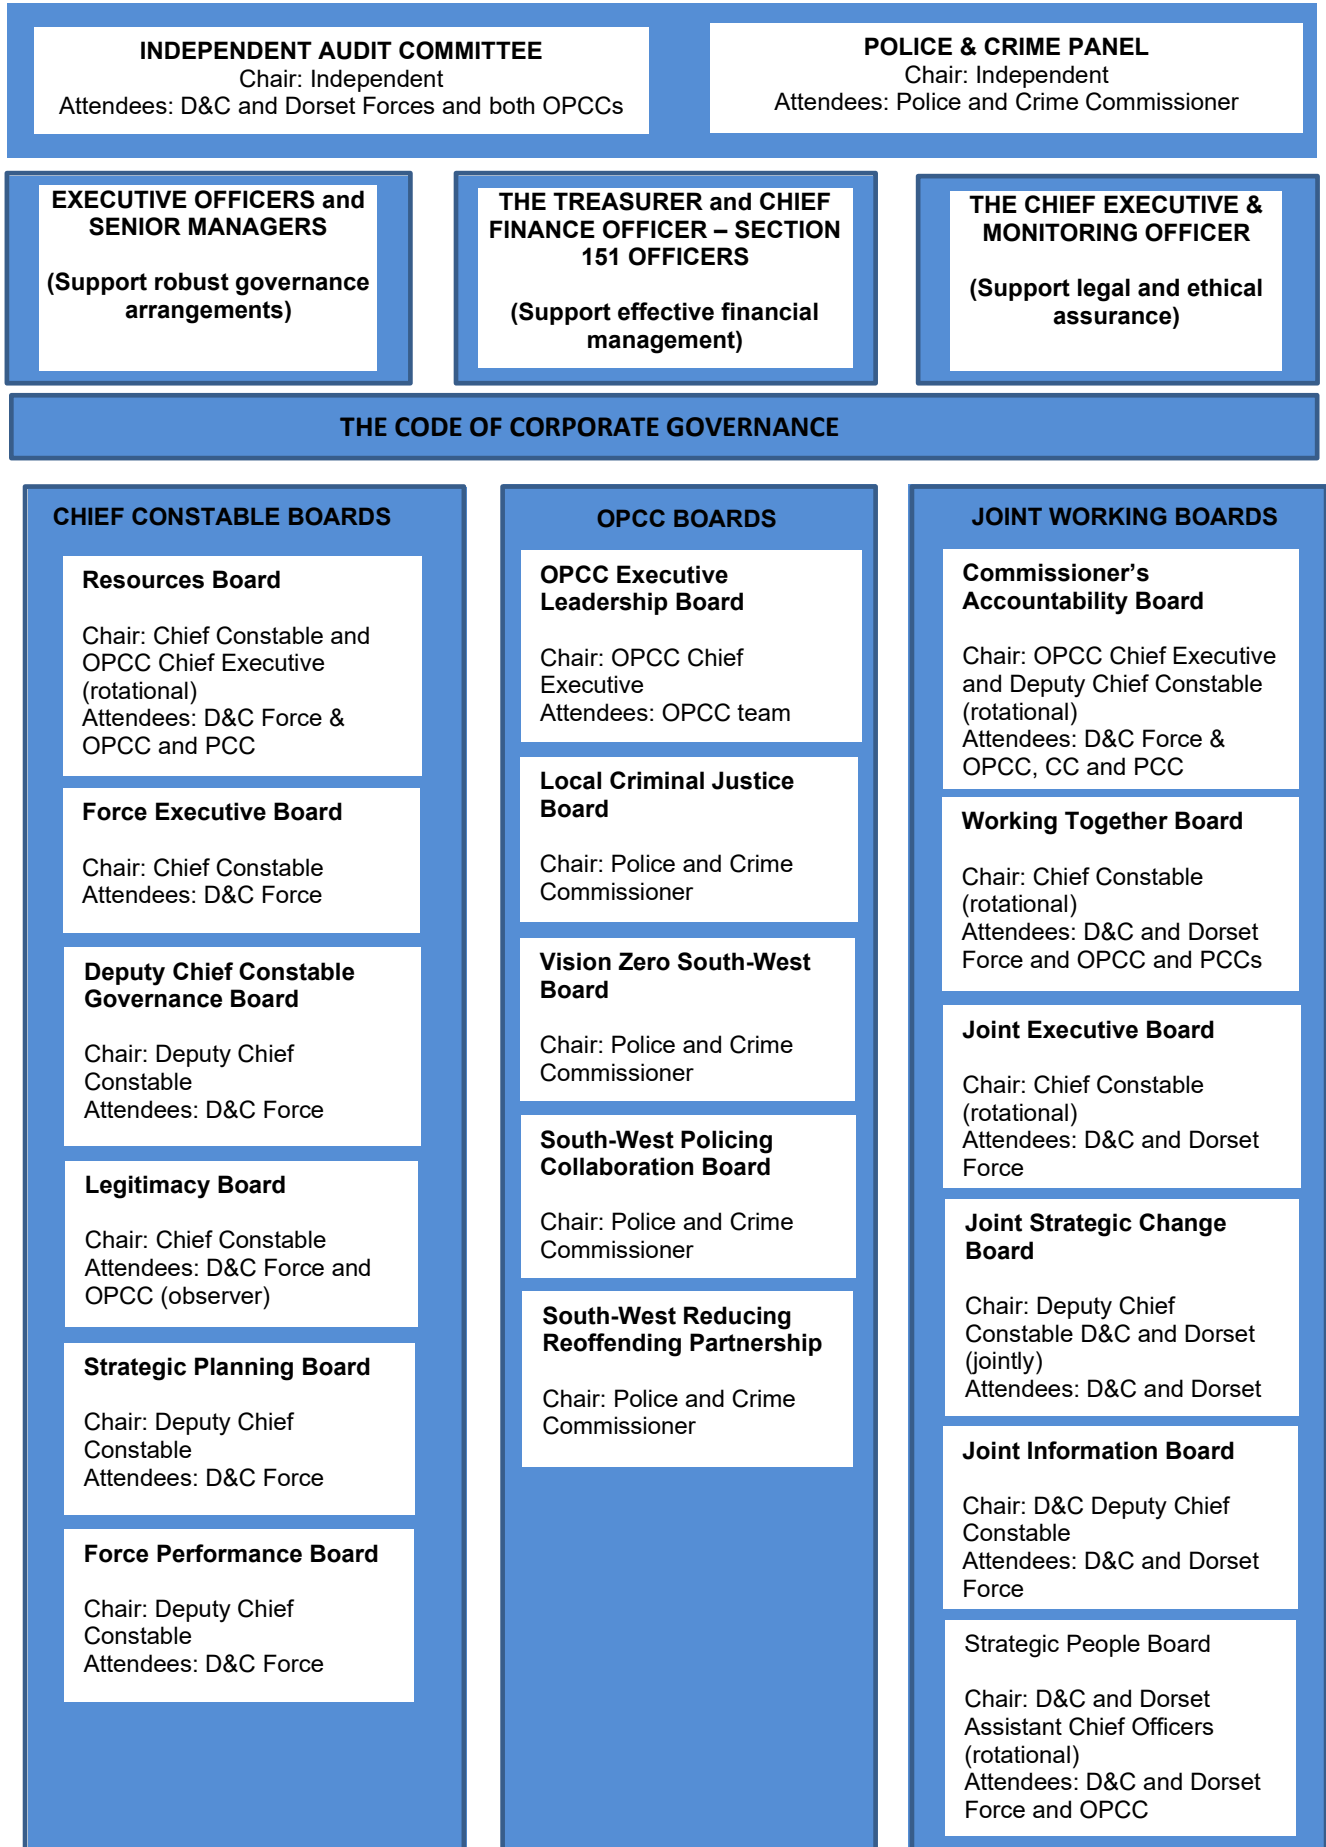 INDEPENDENT AUDIT COMMITTEE
Chair: Independent
Attendees: D&C and Dorset Forces and both OPCCs
POLICE & CRIME PANEL
Chair: Independent
Attendees: Police and Crime Commissioner
EXECUTIVE OFFICERS and
SENIOR MANAGERS
(Support robust governance
arrangements)
THE TREASURER and CHIEF
FINANCE OFFICER – SECTION
151 OFFICERS
(Support effective financial
management)
THE CHIEF EXECUTIVE &
MONITORING OFFICER
(Support legal and ethical
assurance)
THE CODE OF CORPORATE GOVERNANCE
CHIEF CONSTABLE BOARDS
Resources Board
Chair: Chief Constable and
OPCC Chief Executive
(rotational)
Attendees: D&C Force &
OPCC and PCC
Force Executive Board
Chair: Chief Constable
Attendees: D&C Force
Deputy Chief Constable
Governance Board
Chair: Deputy Chief
Constable
Attendees: D&C Force
Legitimacy Board
Chair: Chief Constable
Attendees: D&C Force and
OPCC (observer)
Strategic Planning Board
Chair: Deputy Chief
Constable
Attendees: D&C Force
Force Performance Board
Chair: Deputy Chief
Constable
Attendees: D&C Force
OPCC BOARDS
OPCC Executive
Leadership Board
Chair: OPCC Chief
Executive
Attendees: OPCC team
Local Criminal Justice
Board
Chair: Police and Crime
Commissioner
Vision Zero South-West
Board
Chair: Police and Crime
Commissioner
South-West Policing
Collaboration Board
Chair: Police and Crime
Commissioner
South-West Reducing
Reoffending Partnership
Chair: Police and Crime
Commissioner
JOINT WORKING BOARDS
Commissioner’s
Accountability Board
Chair: OPCC Chief Executive
and Deputy Chief Constable
(rotational)
Attendees: D&C Force &
OPCC, CC and PCC
Working Together Board
Chair: Chief Constable
(rotational)
Attendees: D&C and Dorset
Force and OPCC and PCCs
Joint Executive Board
Chair: Chief Constable
(rotational)
Attendees: D&C and Dorset
Force
Joint Strategic Change
Board
Chair: Deputy Chief
Constable D&C and Dorset
(jointly)
Attendees: D&C and Dorset
Joint Information Board
Chair: D&C Deputy Chief
Constable
Attendees: D&C and Dorset
Force
Strategic People Board
Chair: D&C and Dorset
Assistant Chief Officers
(rotational)
Attendees: D&C and Dorset
Force and OPCC